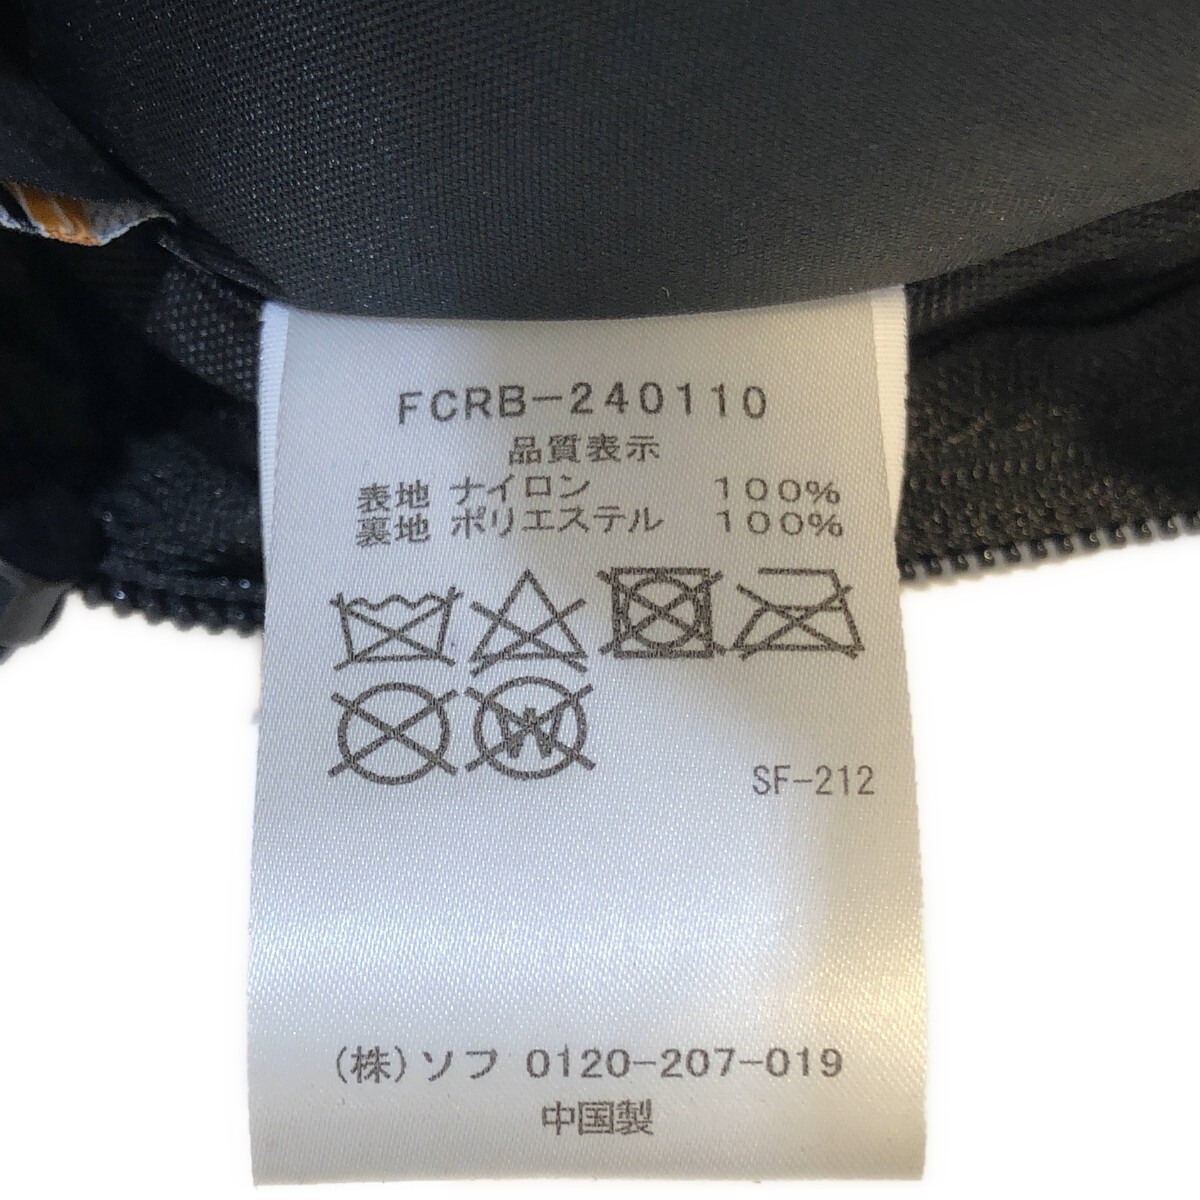 FCRB-240110
品質表示
表地 ナイロン 100%
裏地 ポリエステル 100%
W
SF-212
(株)ソフ 0120-207-019
中国製